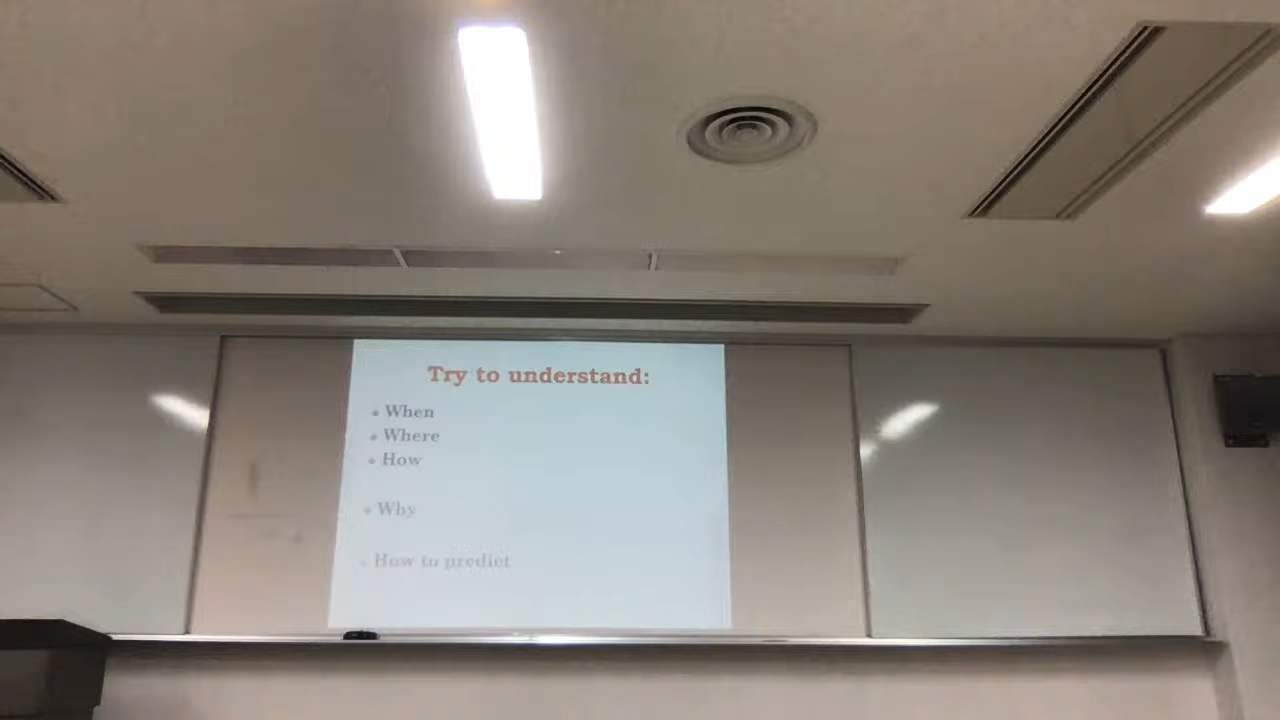 Try to understand:
• When
• Where
• How
• Why
• How to predict